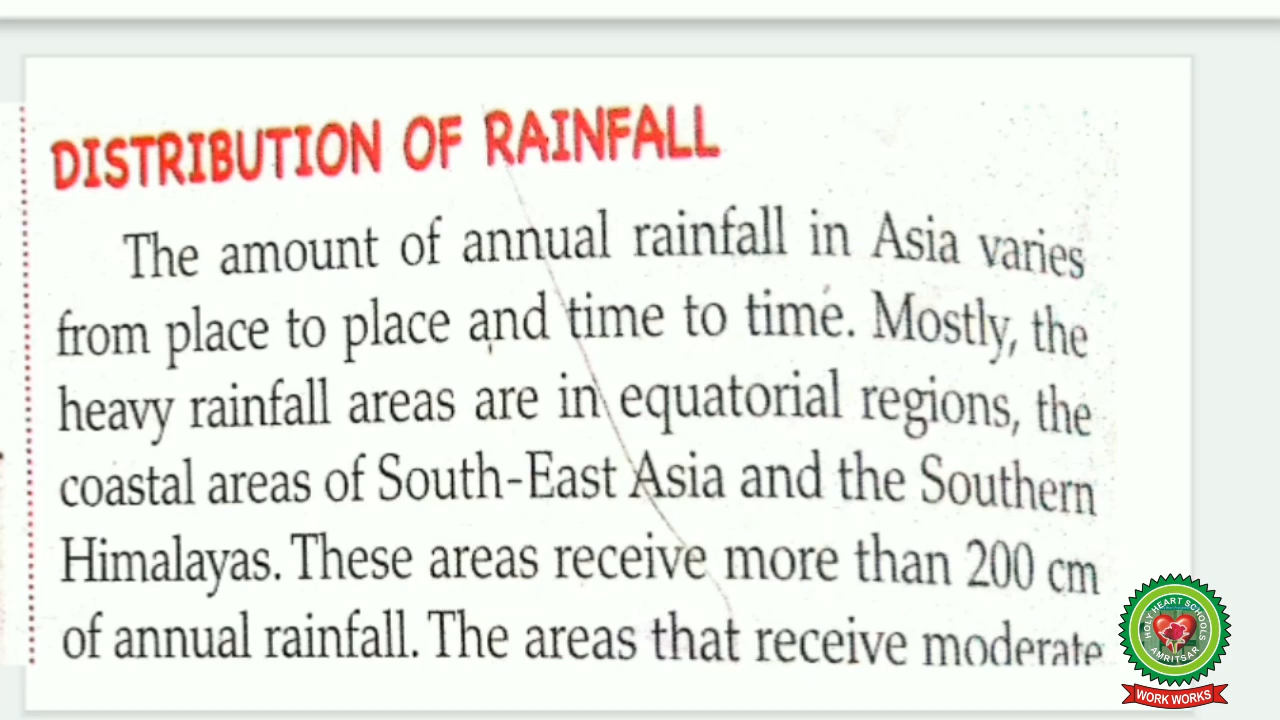 DISTRIBUTION OF RAINFALL
The amount of annual rainfall in Asia varies
from place to place and time to time. Mostly, the
heavy rainfall areas are in equatorial regions, the
coastal areas of South-East Asia and the Southern
Himalayas. These areas receive more than 200 cm
of annual rainfall. The areas that receive moderate
HOLY HEART SCHOOLS
AMRITSAR
WORK WORKS